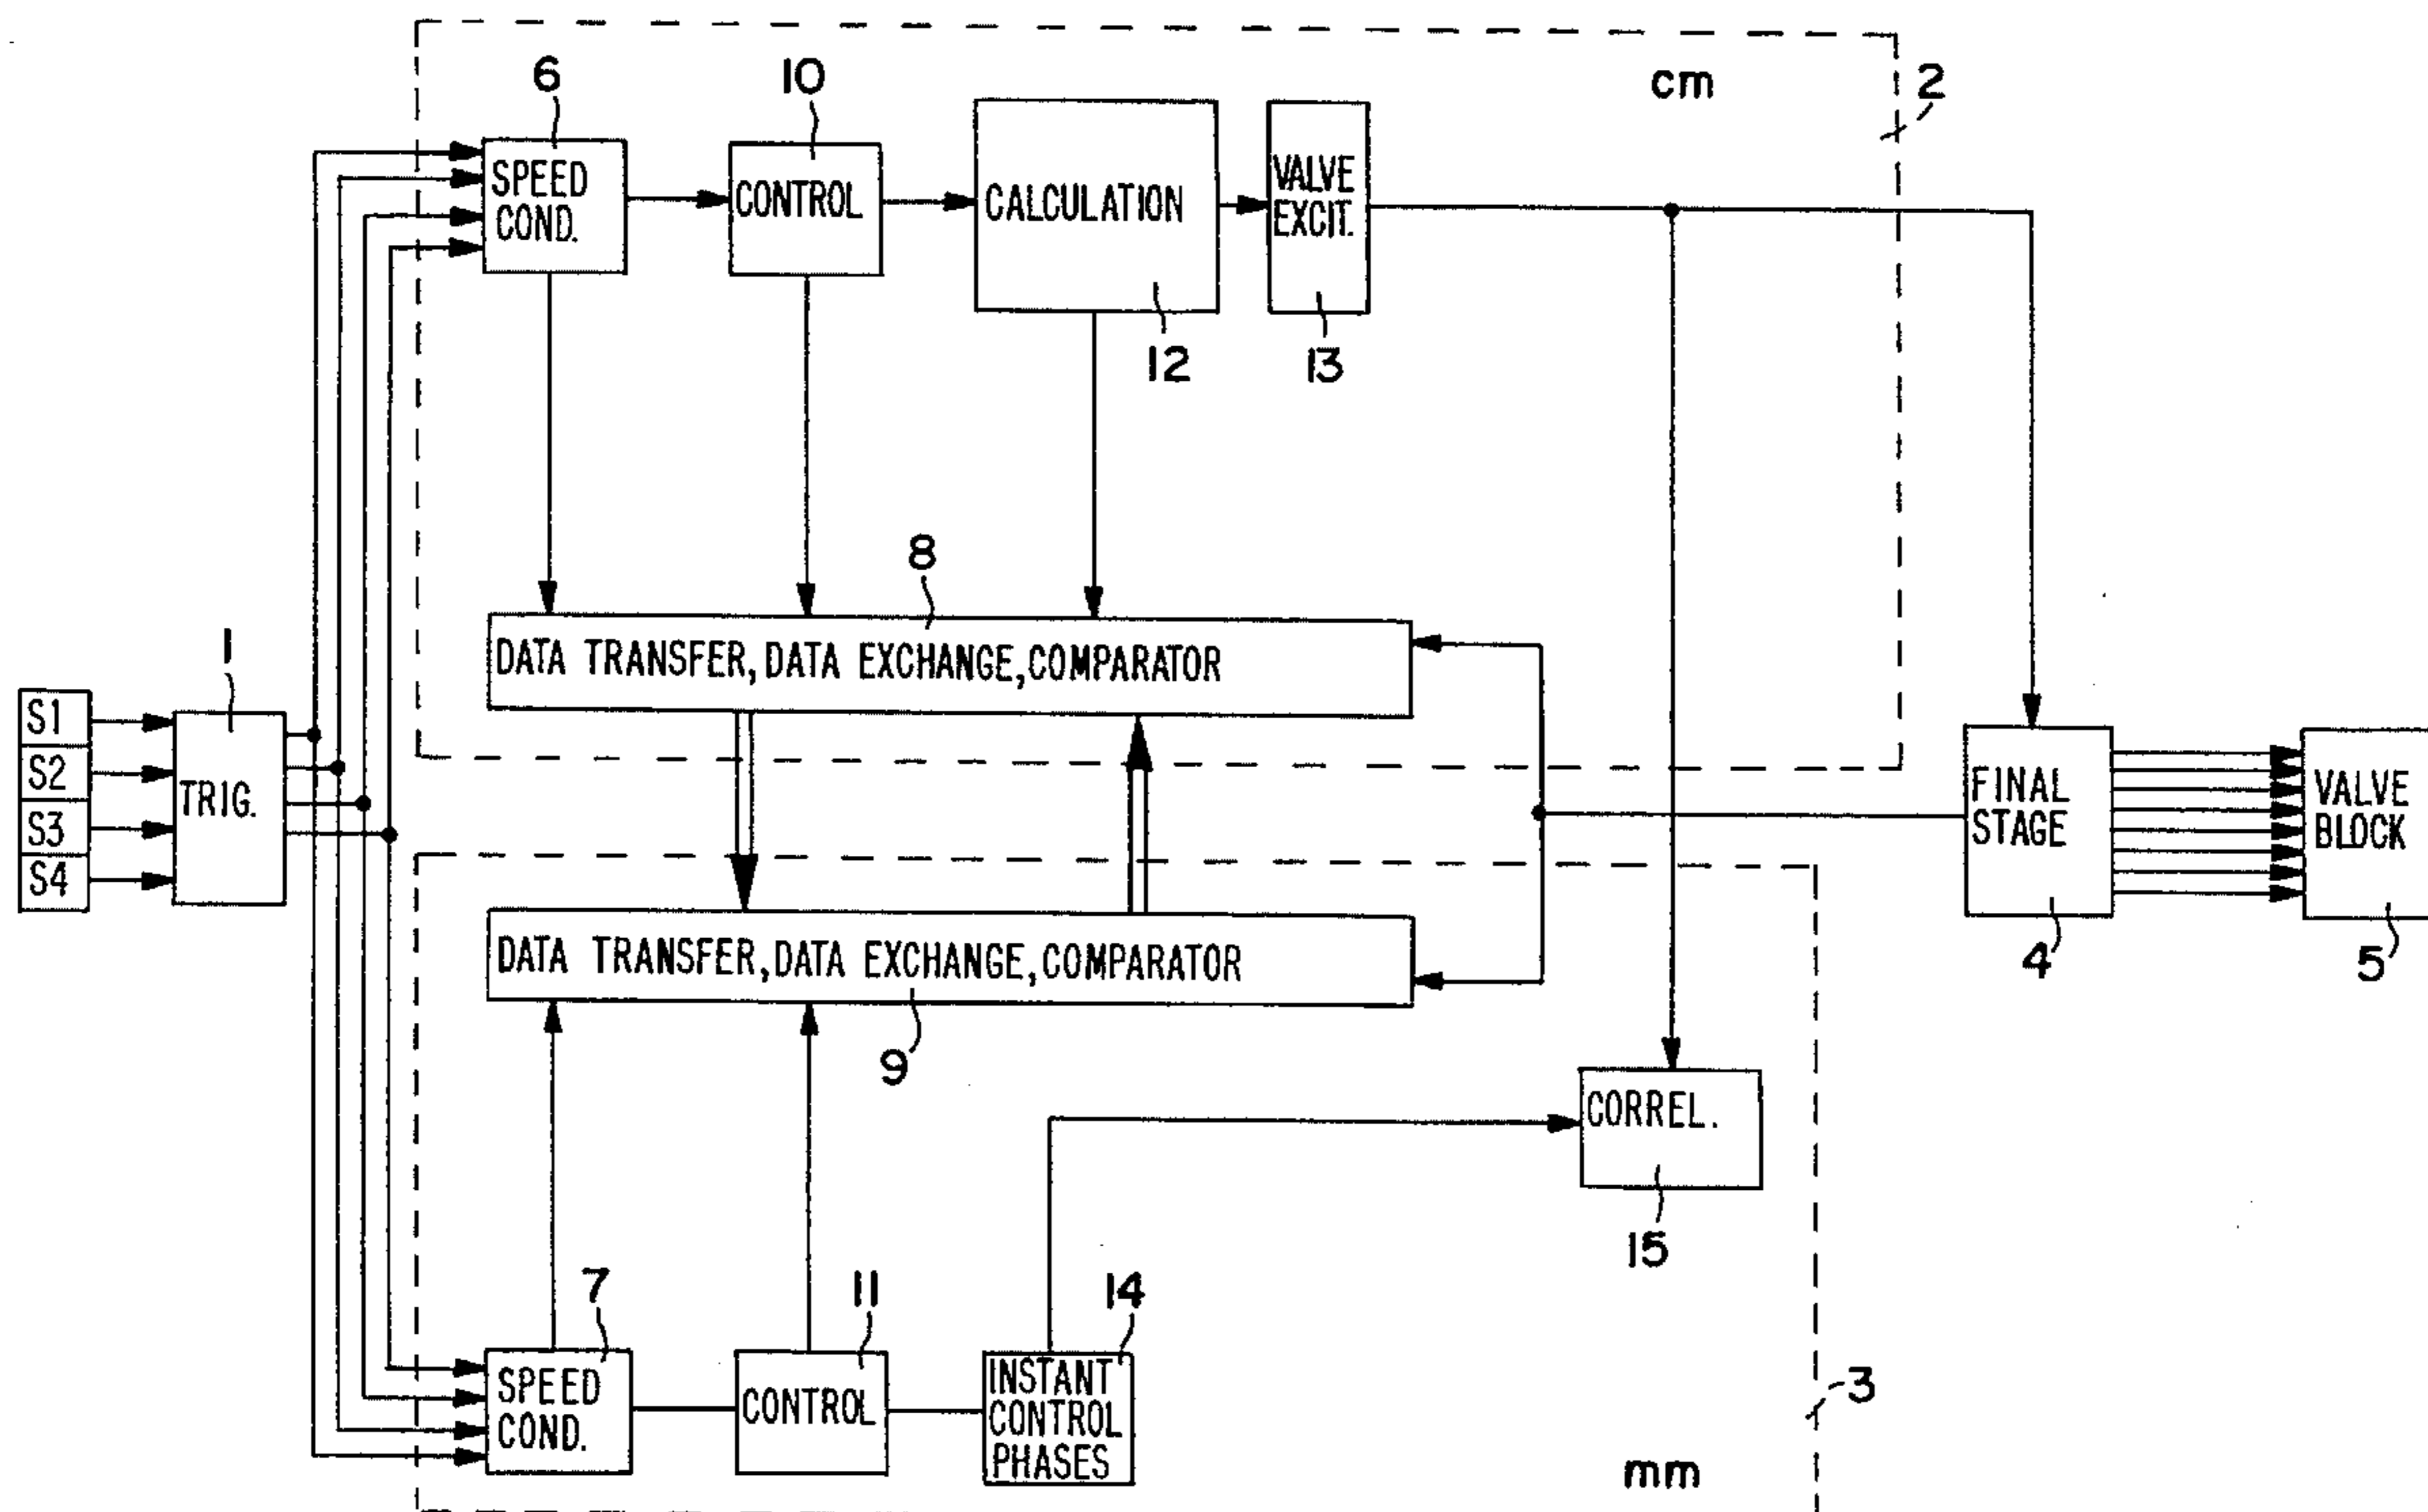 cm
2
6
10
SPEED
COND.
CONTROL
CALCULATION
VALVE
EXCIT.
12
13
8
DATA TRANSFER, DATA EXCHANGE, COMPARATOR
1
S1
S2
S3
S4
TRIG.
FINAL
STAGE
VALVE
BLOCK
4
5
DATA TRANSFER, DATA EXCHANGE, COMPARATOR
9
CORREL.
15
7
11
14
SPEED
COND.
CONTROL
INSTANT
CONTROL
PHASES
3
mm